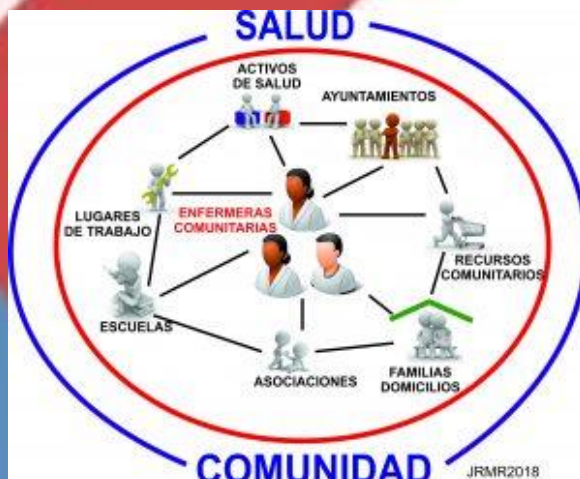 SALUD
ACTIVOS
DE SALUD
AYUNTAMIENTOS
LUGARES
DE TRABAJO
ENFERMERAS
COMUNITARIAS
RECURSOS
COMUNITARIOS
ESCUELAS
ASOCIACIONES
FAMILIAS
DOMICILIOS
COMUNIDAD
JRMR2018